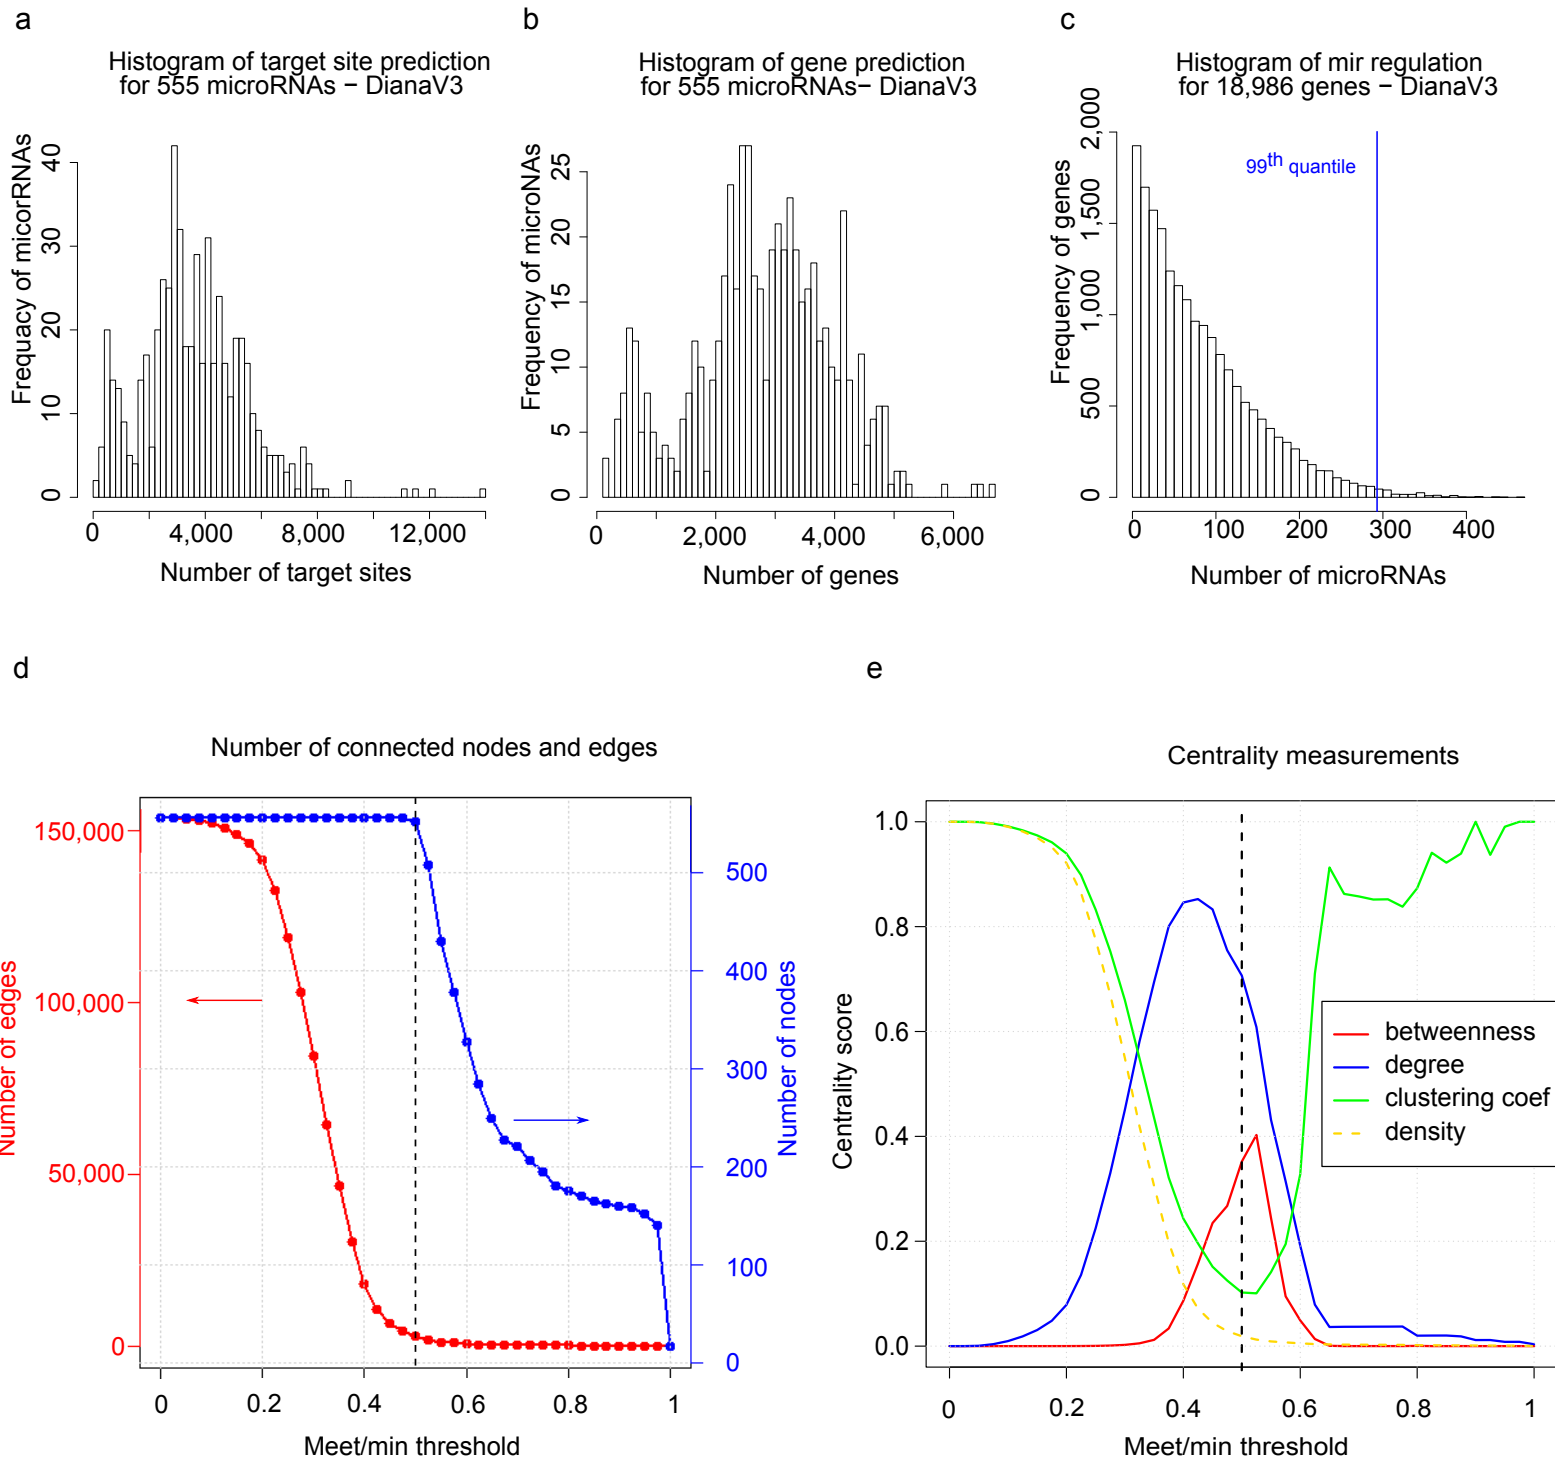 a
Histogram of target site prediction
for 555 microRNAs − DianaV3
Frequacy of micorRNAs
0
10
20
30
40
0
4,000
8,000
12,000
Number of target sites
b
Histogram of gene prediction
for 555 microRNAs− DianaV3
Frequency of microNAs
0
5
10
15
20
25
0
2,000
4,000
6,000
Number of genes
c
Histogram of mir regulation
for 18,986 genes − DianaV3
Frequency of genes
0
500
1,000
1,500
2,000
99th quantile
0
100
200
300
400
Number of microRNAs
d
Number of connected nodes and edges
Number of edges
150,000
100,000
50,000
0
Number of nodes
500
400
300
200
100
0
0
0.2
0.4
0.6
0.8
1
Meet/min threshold
e
Centrality measurements
Centrality score
1.0
0.8
0.6
0.4
0.2
0.0
betweenness
degree
clustering coef
density
0
0.2
0.4
0.6
0.8
1
Meet/min threshold